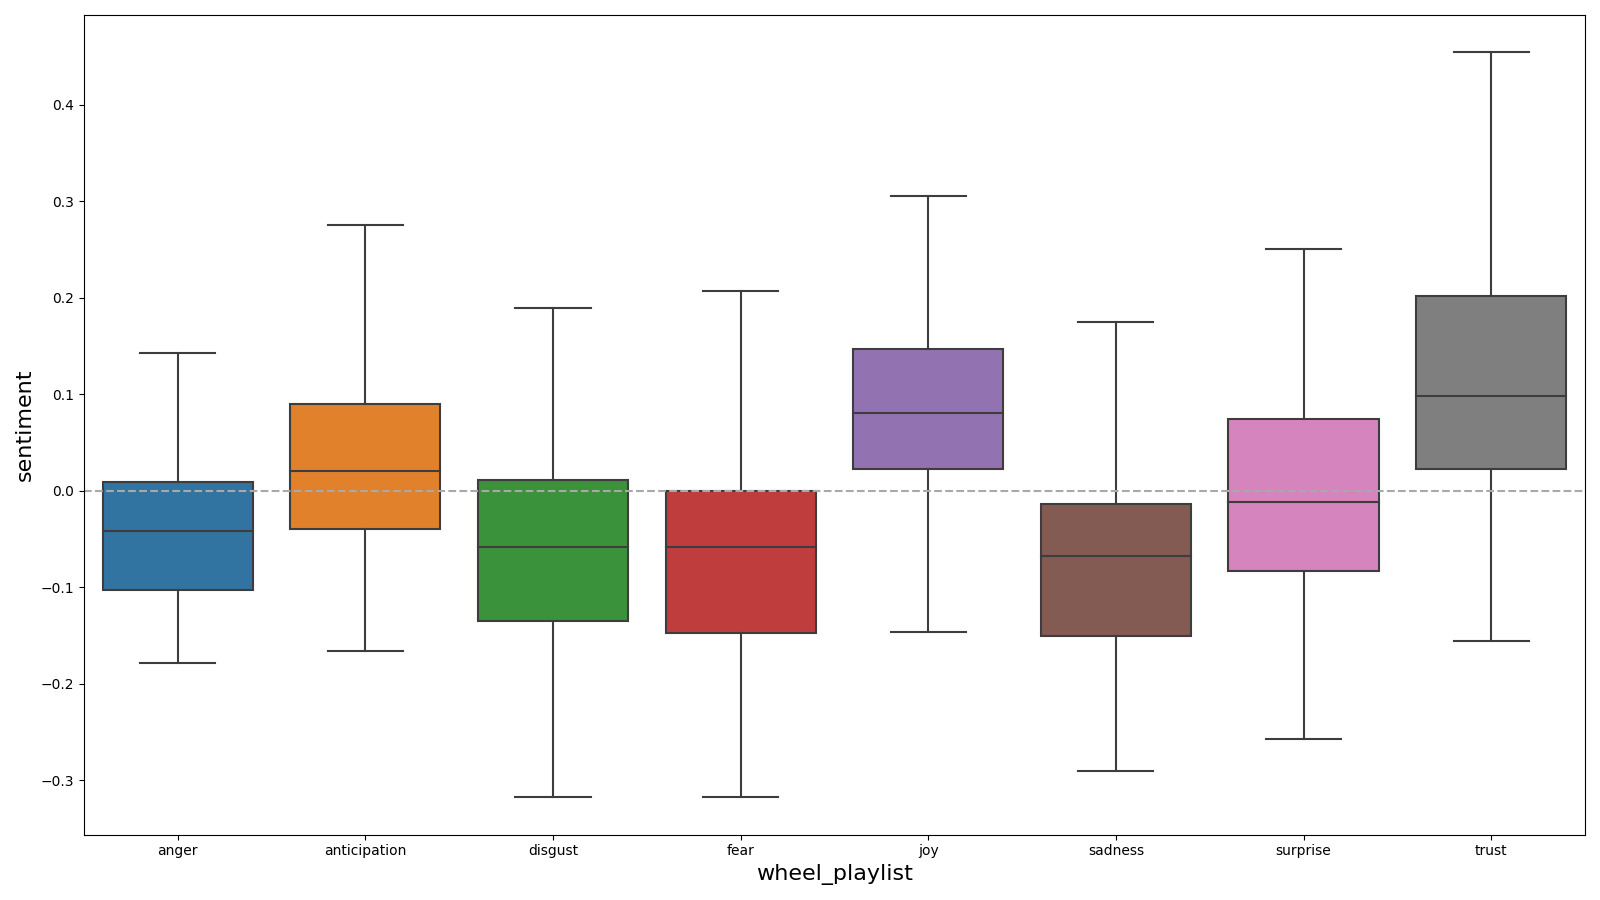 sentiment
0.4
0.3
0.2
0.1
0.0
−0.1
−0.2
−0.3
anger anticipation disgust fear joy sadness surprise trust
wheel_playlist